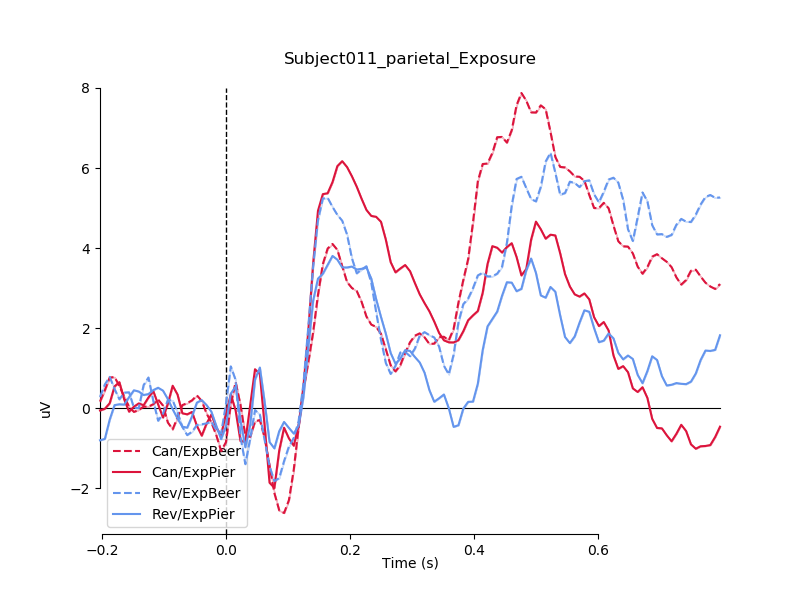 Subject011_parietal_Exposure
8
6
4
2
0
−2
uV
Can/ExpBeer
Can/ExpPier
Rev/ExpBeer
Rev/ExpPier
−0.2 0.0 0.2 0.4 0.6
Time (s)